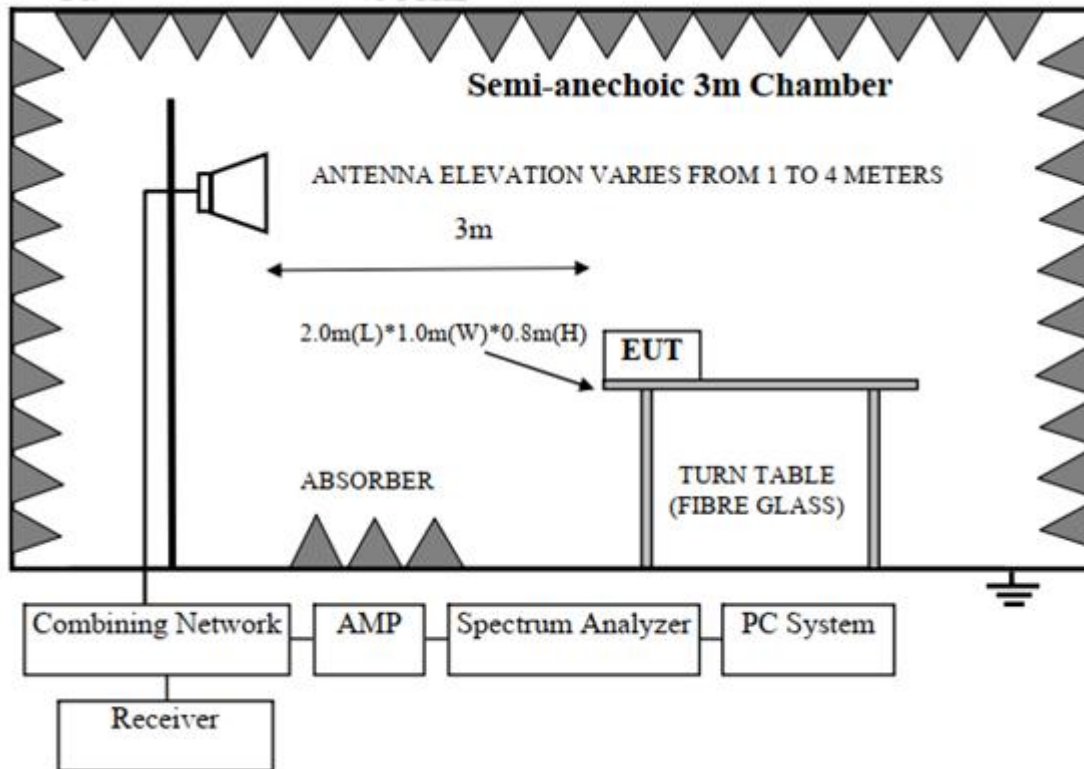 Semi-anechoic 3m Chamber
ANTENNA ELEVATION VARIES FROM 1 TO 4 METERS
3m
2.0m(L)*1.0m(W)*0.8m(H)
EUT
ABSORBER
TURN TABLE
(FIBRE GLASS)
Combining Network
AMP
Spectrum Analyzer
PC System
Receiver